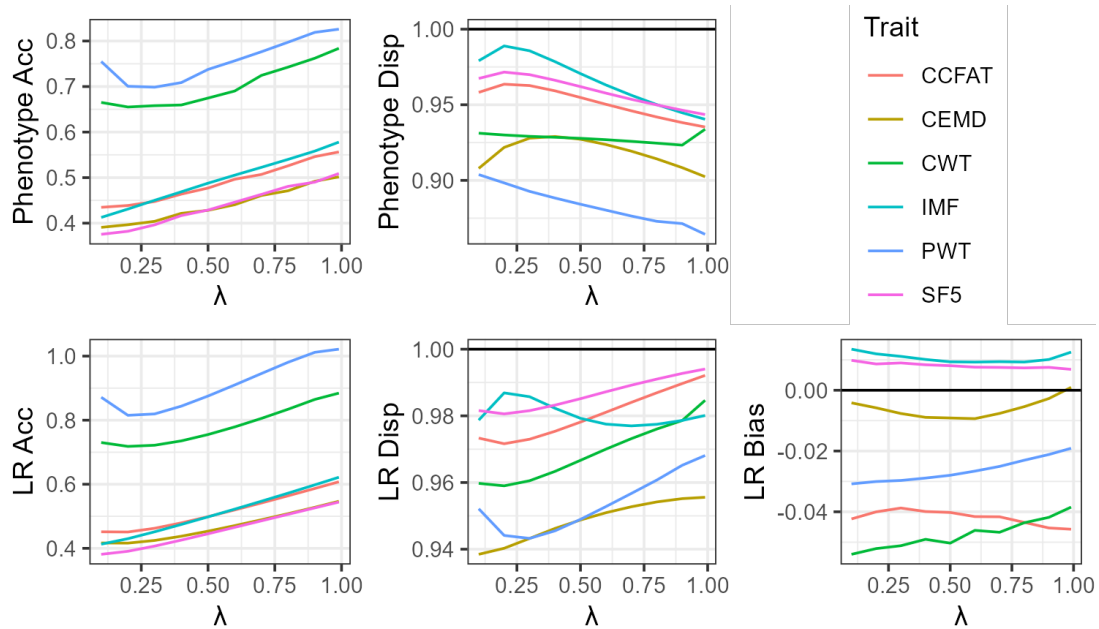 Phenotype Acc
0.8
0.7
0.6
0.5
0.4
0.25 0.50 0.75 1.00
λ
Phenotype Disp
1.00
0.95
0.90
0.25 0.50 0.75 1.00
λ
Trait
CCFAT
CEMD
CWT
IMF
PWT
SF5
LR Acc
1.0
0.8
0.6
0.4
0.25 0.50 0.75 1.00
λ
LR Disp
1.00
0.98
0.96
0.94
0.25 0.50 0.75 1.00
λ
LR Bias
0.00
-0.02
-0.04
0.25 0.50 0.75 1.00
λ